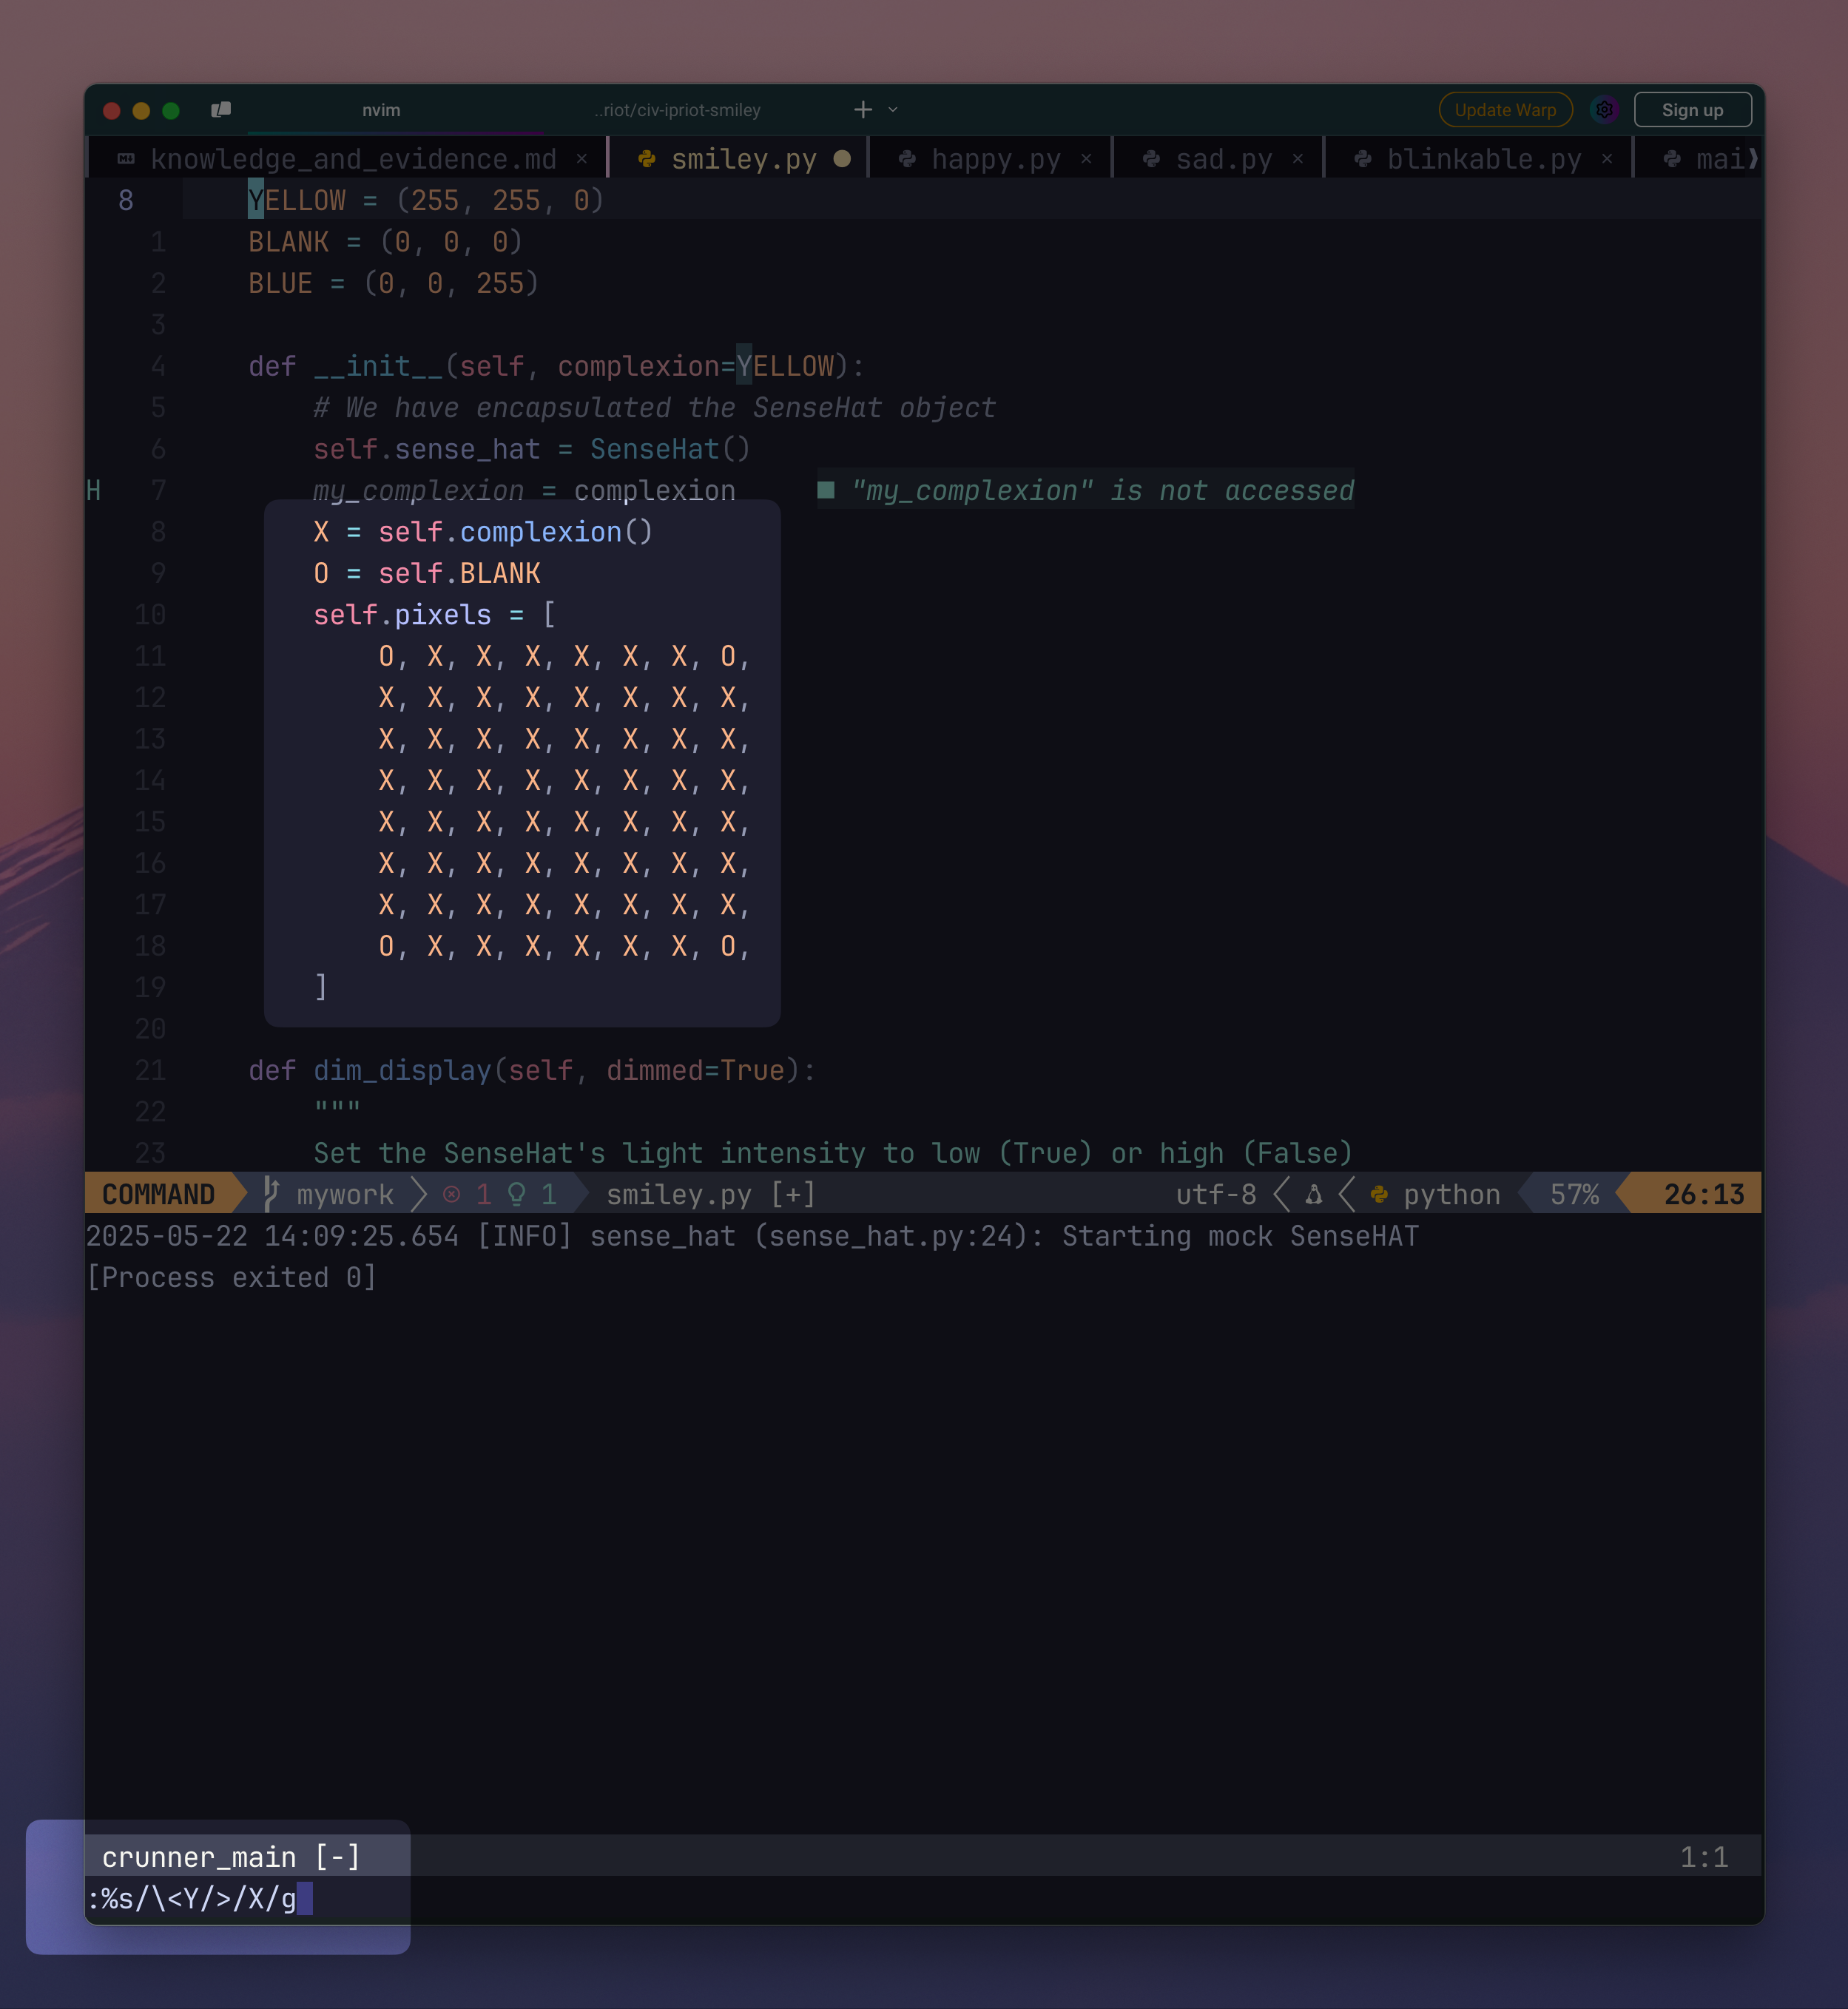 nvim ..riot/civ-ipriot-smiley Update Warp Sign up
knowledge_and_evidence.md × smiley.py happy.py × sad.py × blinkable.py × mai
8 YELLOW = (255, 255, 0)
1 BLANK = (0, 0, 0)
2 BLUE = (0, 0, 255)
3
4 def __init__(self, complexion=YELLOW):
5 # We have encapsulated the SenseHat object
6 self.sense_hat = SenseHat()
H 7 my_complexion = complexion ■ "my_complexion" is not accessed
8 X = self.complexion()
9 O = self.BLANK
10 self.pixels = [
11 O, X, X, X, X, X, X, O,
12 X, X, X, X, X, X, X, X,
13 X, X, X, X, X, X, X, X,
14 X, X, X, X, X, X, X, X,
15 X, X, X, X, X, X, X, X,
16 X, X, X, X, X, X, X, X,
17 X, X, X, X, X, X, X, X,
18 O, X, X, X, X, X, X, O,
19 ]
20
21 def dim_display(self, dimmed=True):
22 """
23 Set the SenseHat's light intensity to low (True) or high (False)
COMMAND mywork 1 1 smiley.py [+] utf-8 python 57% 26:13
2025-05-22 14:09:25.654 [INFO] sense_hat (sense_hat.py:24): Starting mock SenseHAT
[Process exited 0]
crunner_main [-] 1:1
:%s/\<Y/>/X/g